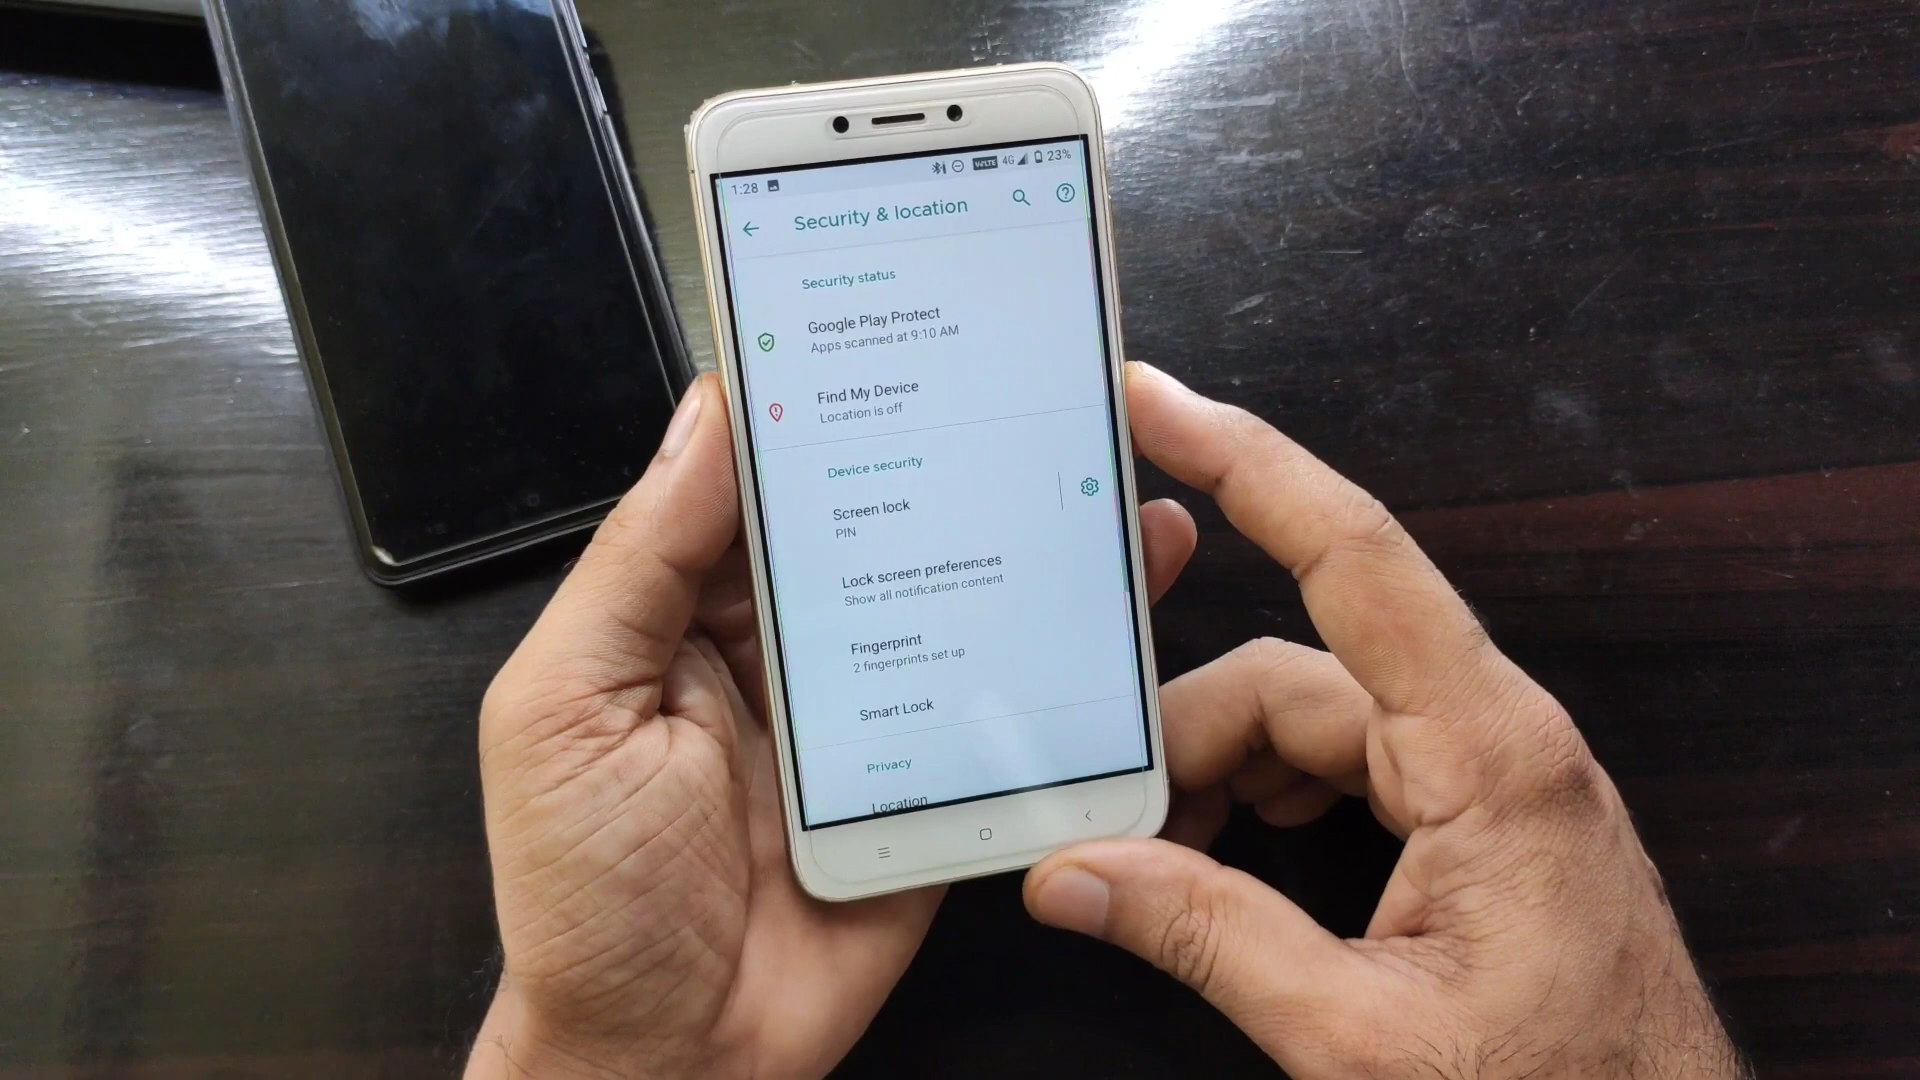 1:28 VoLTE 4G 23%
Security & location
Security status
Google Play Protect
Apps scanned at 9:10 AM
Find My Device
Location is off
Device security
Screen lock
PIN
Lock screen preferences
Show all notification content
Fingerprint
2 fingerprints set up
Smart Lock
Privacy
Location